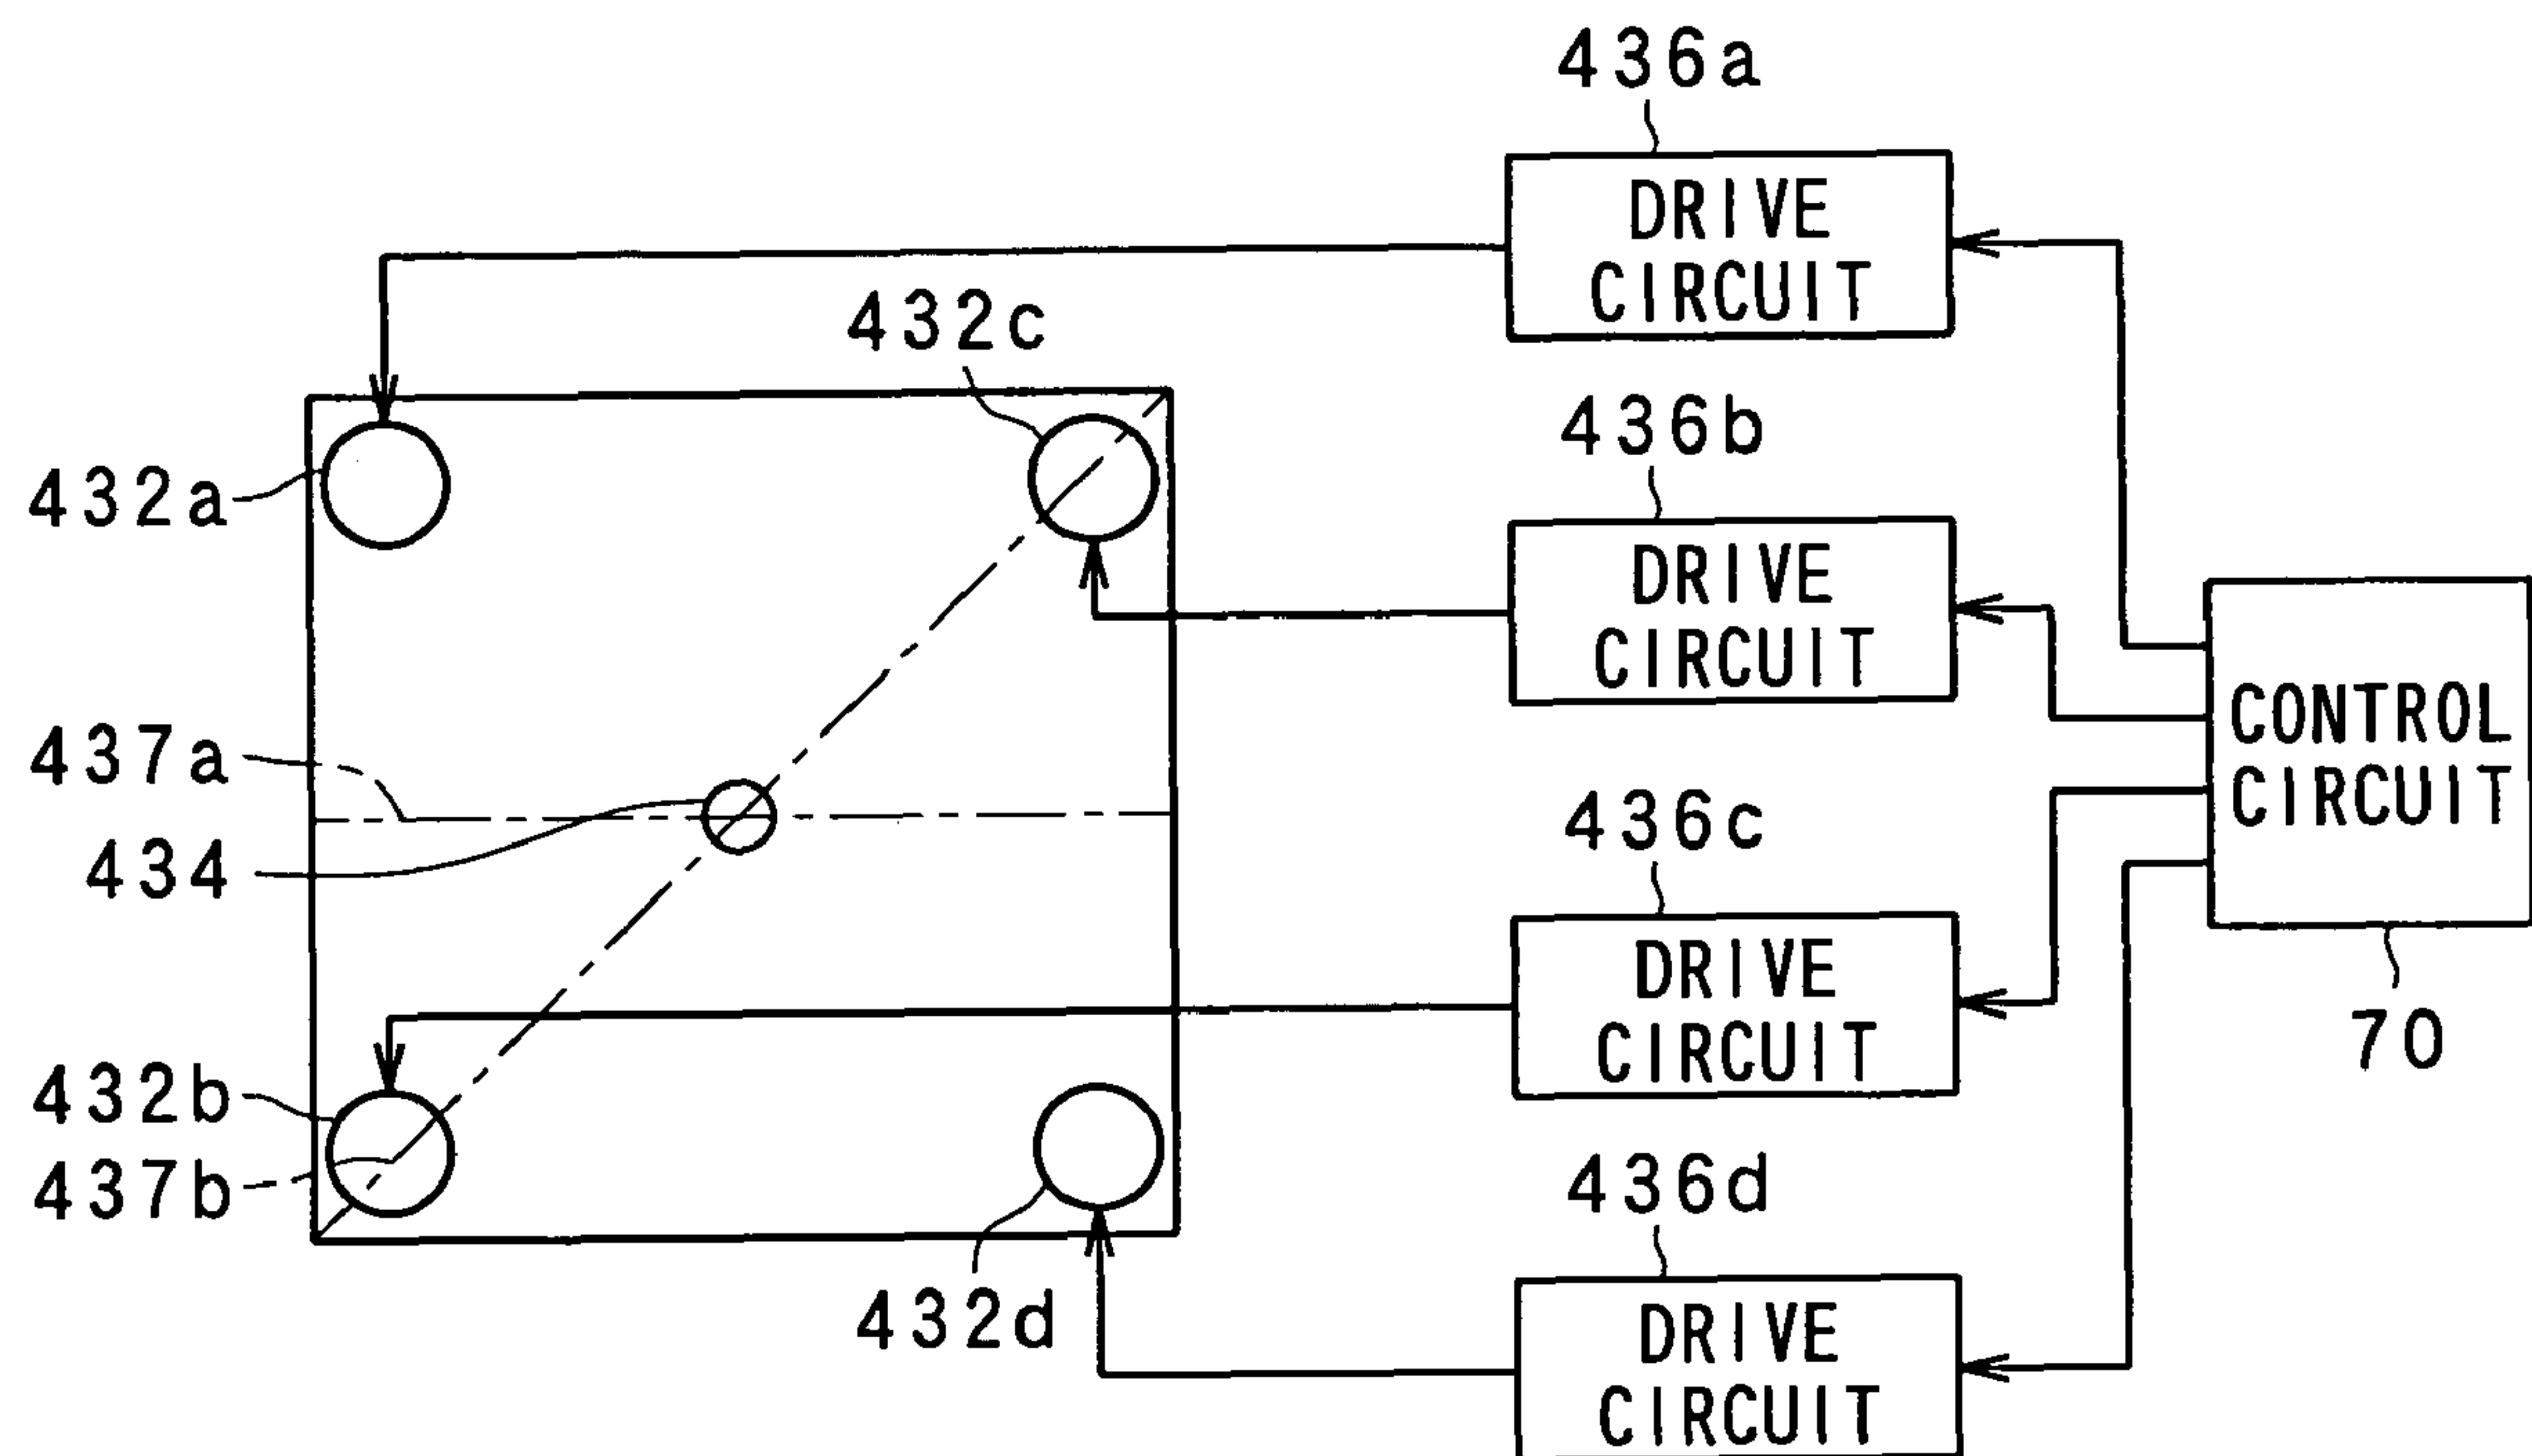 436a
DRIVE
CIRCUIT
432c
436b
432a
DRIVE
CIRCUIT
CONTROL
CIRCUIT
437a
436c
434
DRIVE
CIRCUIT
70
432b
437b
436d
432d
DRIVE
CIRCUIT